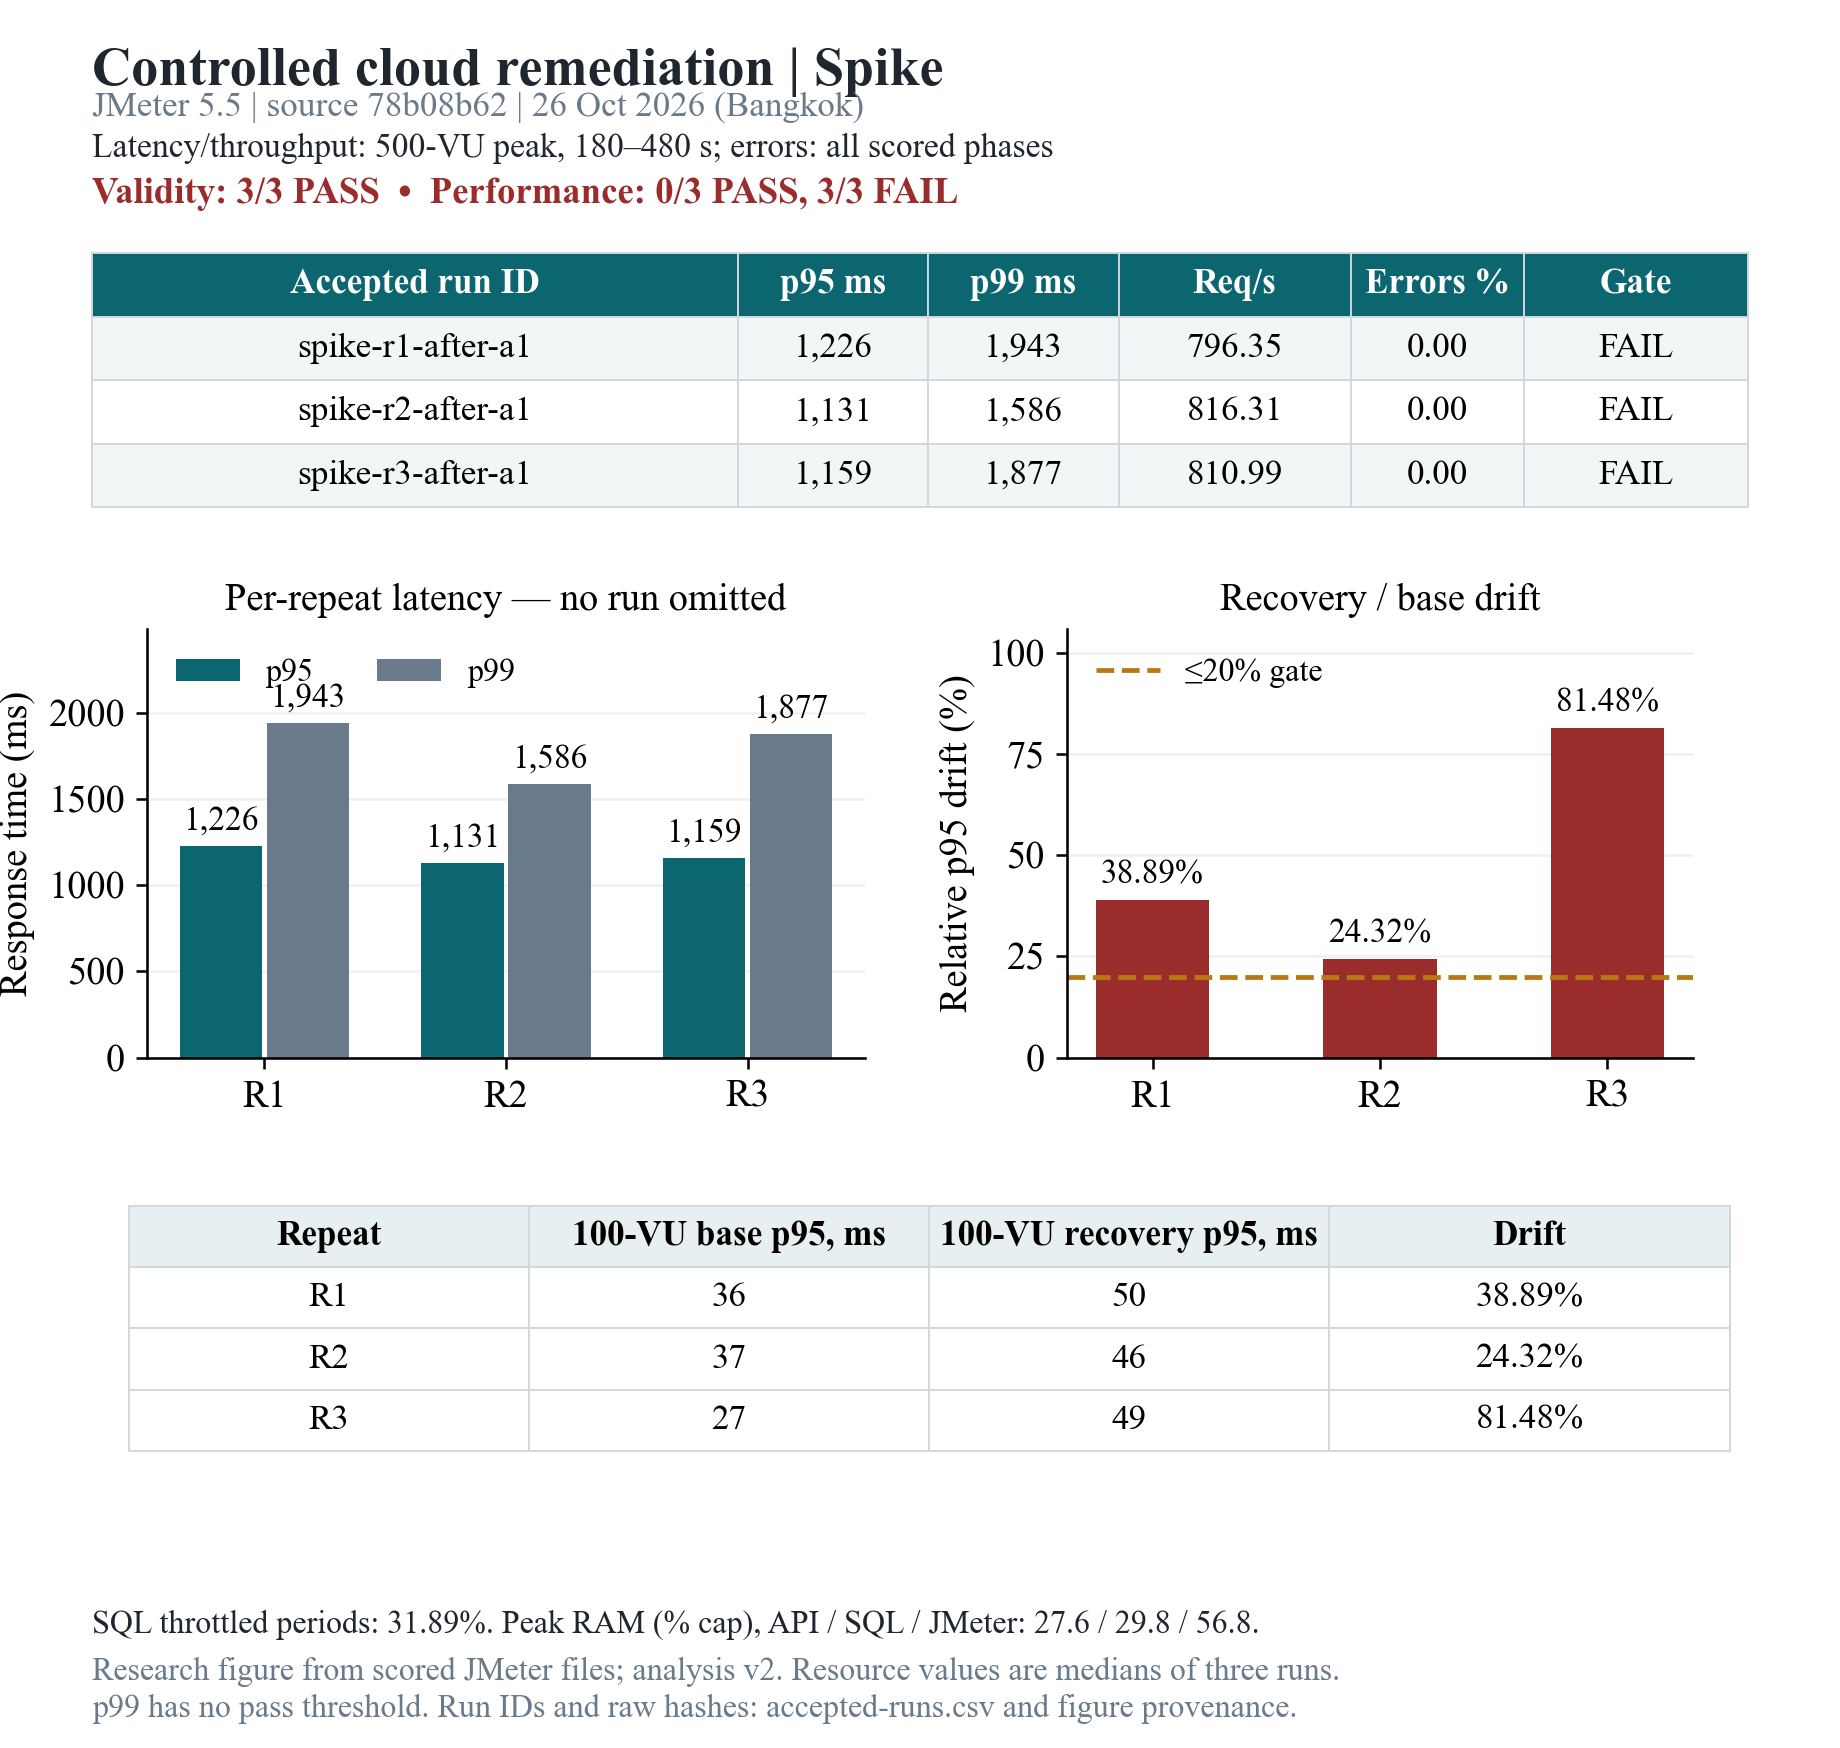 Controlled cloud remediation | Spike
JMeter 5.5 | source 78b08b62 | 26 Oct 2026 (Bangkok)
Latency/throughput: 500-VU peak, 180–480 s; errors: all scored phases
Validity: 3/3 PASS • Performance: 0/3 PASS, 3/3 FAIL
Accepted run ID p95 ms p99 ms Req/s Errors % Gate
spike-r1-after-a1 1,226 1,943 796.35 0.00 FAIL
spike-r2-after-a1 1,131 1,586 816.31 0.00 FAIL
spike-r3-after-a1 1,159 1,877 810.99 0.00 FAIL
Per-repeat latency — no run omitted
p95 p99
Response time (ms)
2000
1500
1000
500
0
1,226 1,943
1,131 1,586
1,159 1,877
R1 R2 R3
Recovery / base drift
≤20% gate
Relative p95 drift (%)
100
75
50
25
0
38.89% 24.32% 81.48%
R1 R2 R3
Repeat 100-VU base p95, ms 100-VU recovery p95, ms Drift
R1 36 50 38.89%
R2 37 46 24.32%
R3 27 49 81.48%
SQL throttled periods: 31.89%. Peak RAM (% cap), API / SQL / JMeter: 27.6 / 29.8 / 56.8.
Research figure from scored JMeter files; analysis v2. Resource values are medians of three runs.
p99 has no pass threshold. Run IDs and raw hashes: accepted-runs.csv and figure provenance.